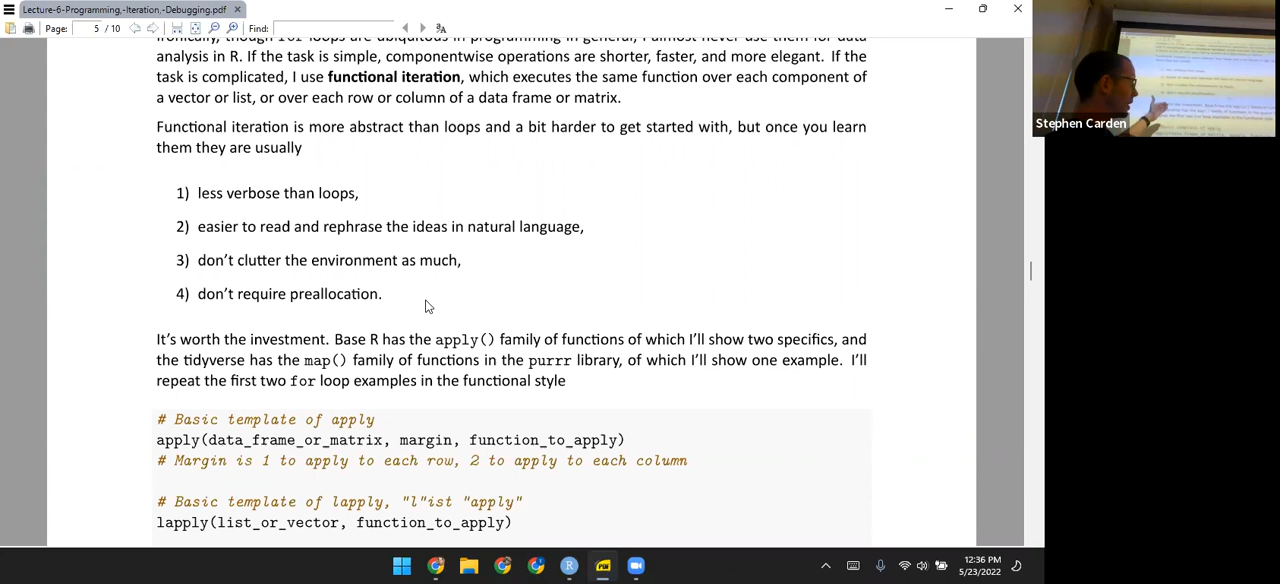 Lecture-6-Programming,-Iteration,-Debugging.pdf
Page: 5 / 10 Find:
Ironically, though for loops are ubiquitous in programming in general, I almost never use them for data
analysis in R. If the task is simple, componentwise operations are shorter, faster, and more elegant. If the
task is complicated, I use functional iteration, which executes the same function over each component of
a vector or list, or over each row or column of a data frame or matrix.
Functional iteration is more abstract than loops and a bit harder to get started with, but once you learn
them they are usually
1) less verbose than loops,
2) easier to read and rephrase the ideas in natural language,
3) don't clutter the environment as much,
4) don't require preallocation.
It's worth the investment. Base R has the apply() family of functions of which I'll show two specifics, and
the tidyverse has the map() family of functions in the purrr library, of which I'll show one example. I'll
repeat the first two for loop examples in the functional style
# Basic template of apply
apply(data_frame_or_matrix, margin, function_to_apply)
# Margin is 1 to apply to each row, 2 to apply to each column
# Basic template of lapply, "l"ist "apply"
lapply(list_or_vector, function_to_apply)
Stephen Carden
12:36 PM
5/23/2022